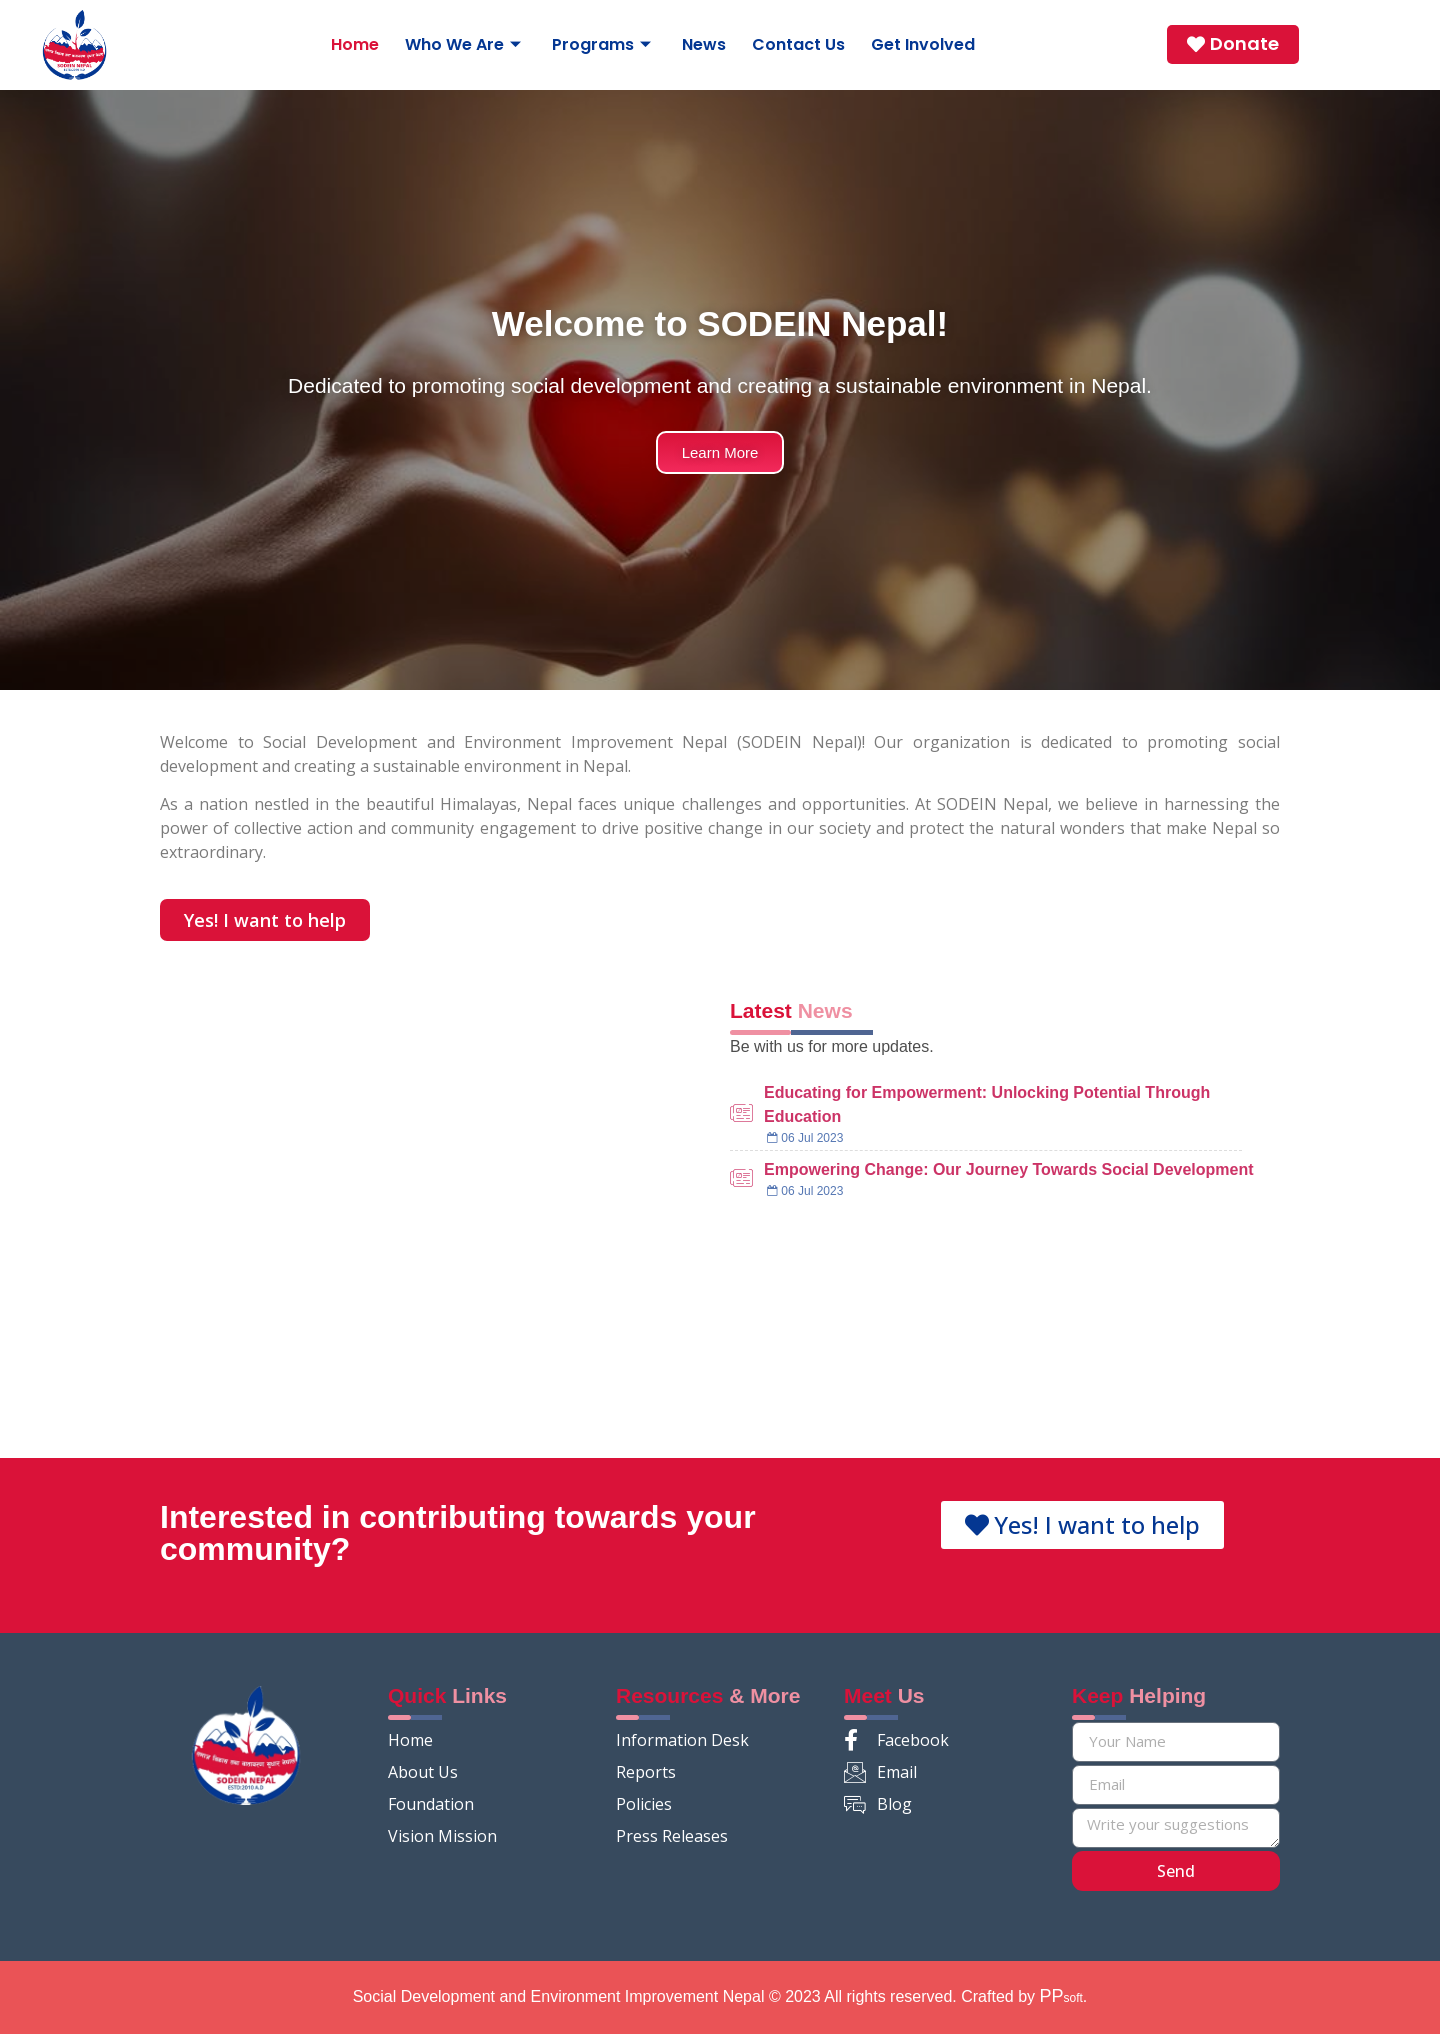 SODEIN NEPAL
Home
Who We Are
Programs
News
Contact Us
Get Involved
Donate
Welcome to SODEIN Nepal!
Dedicated to promoting social development and creating a sustainable environment in Nepal.
Learn More
Welcome to Social Development and Environment Improvement Nepal (SODEIN Nepal)! Our organization is dedicated to promoting social
development and creating a sustainable environment in Nepal.
As a nation nestled in the beautiful Himalayas, Nepal faces unique challenges and opportunities. At SODEIN Nepal, we believe in harnessing the
power of collective action and community engagement to drive positive change in our society and protect the natural wonders that make Nepal so
extraordinary.
Yes! I want to help
Latest News
Be with us for more updates.
Educating for Empowerment: Unlocking Potential Through
Education
06 Jul 2023
Empowering Change: Our Journey Towards Social Development
06 Jul 2023
Interested in contributing towards your
community?
Yes! I want to help
समाज विकास तथा वातावरण सुधार नेपाल
SODEIN NEPAL
ESTD:2010 A.D
Quick Links
Home
About Us
Foundation
Vision Mission
Resources & More
Information Desk
Reports
Policies
Press Releases
Meet Us
Facebook
Email
Blog
Keep Helping
Your Name
Email
Write your suggestions
Send
Social Development and Environment Improvement Nepal © 2023 All rights reserved. Crafted by PPsoft.